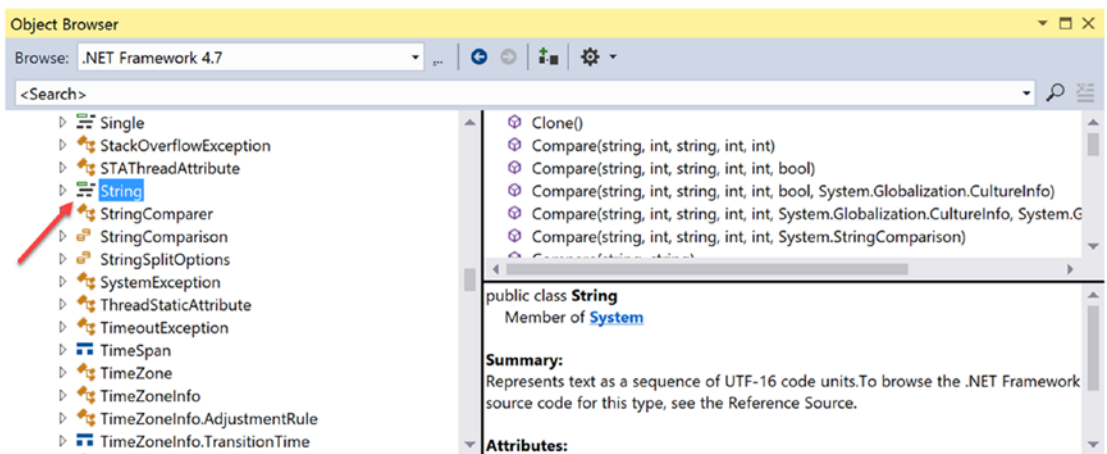 Object Browser
Browse: .NET Framework 4.7 ...
<Search>
Single
StackOverflowException
STAThreadAttribute
String
StringComparer
StringComparison
StringSplitOptions
SystemException
ThreadStaticAttribute
TimeoutException
TimeSpan
TimeZone
TimeZoneInfo
TimeZoneInfo.AdjustmentRule
TimeZoneInfo.TransitionTime
Clone()
Compare(string, int, string, int, int)
Compare(string, int, string, int, int, bool)
Compare(string, int, string, int, int, bool, System.Globalization.CultureInfo)
Compare(string, int, string, int, int, System.Globalization.CultureInfo, System.G
Compare(string, int, string, int, int, System.StringComparison)
Compare(string, string)
public class String
Member of System
Summary:
Represents text as a sequence of UTF-16 code units.To browse the .NET Framework
source code for this type, see the Reference Source.
Attributes: